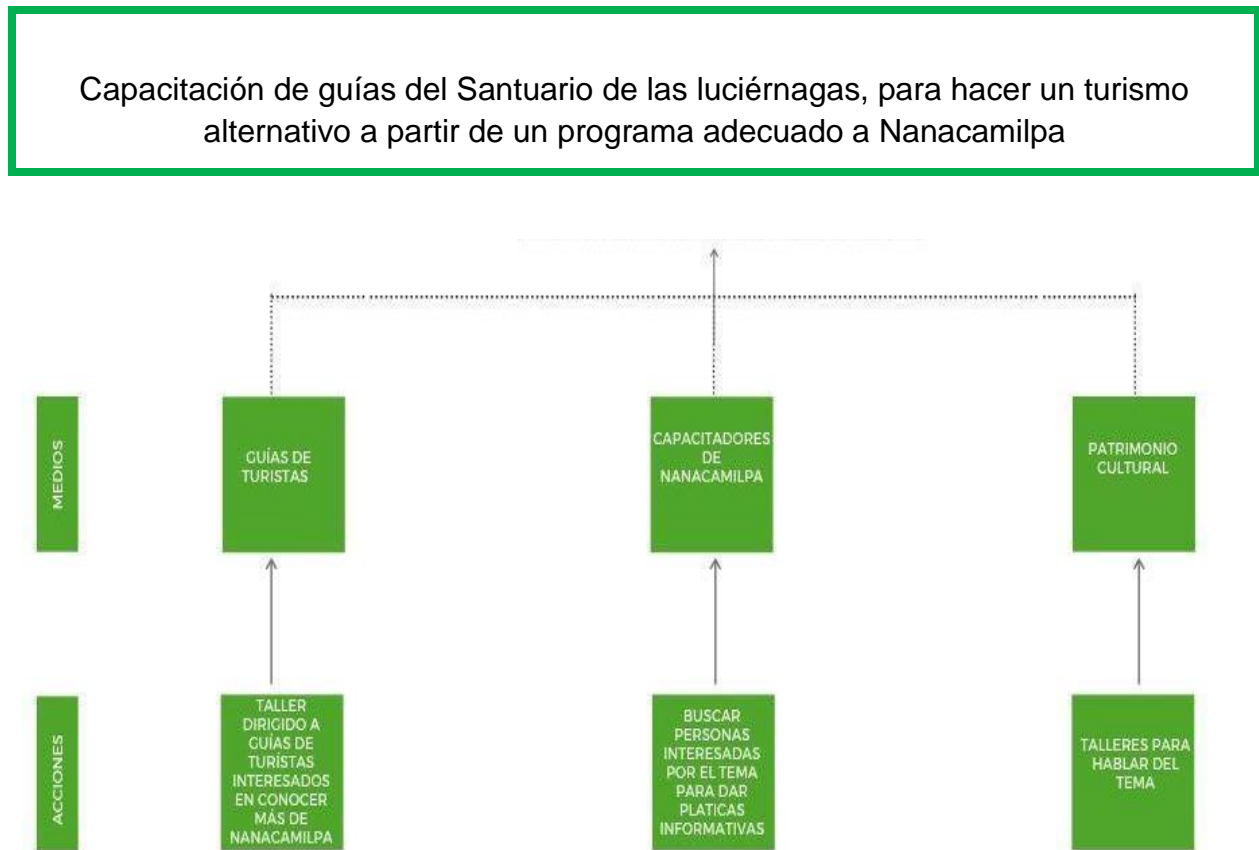 Capacitación de guías del Santuario de las luciérnagas, para hacer un turismo
alternativo a partir de un programa adecuado a Nanacamilpa
MEDIOS
GUÍAS DE
TURISTAS
CAPACITADORES
DE
NANACAMILPA
PATRIMONIO
CULTURAL
ACCIONES
TALLER
DIRIGIDO A
GUÍAS DE
TURÍSTAS
INTERESADOS
EN CONOCER
MÁS DE
NANACAMILPA
BUSCAR
PERSONAS
INTERESADAS
POR EL TEMA
PARA DAR
PLATICAS
INFORMATIVAS
TALLERES PARA
HABLAR DEL
TEMA